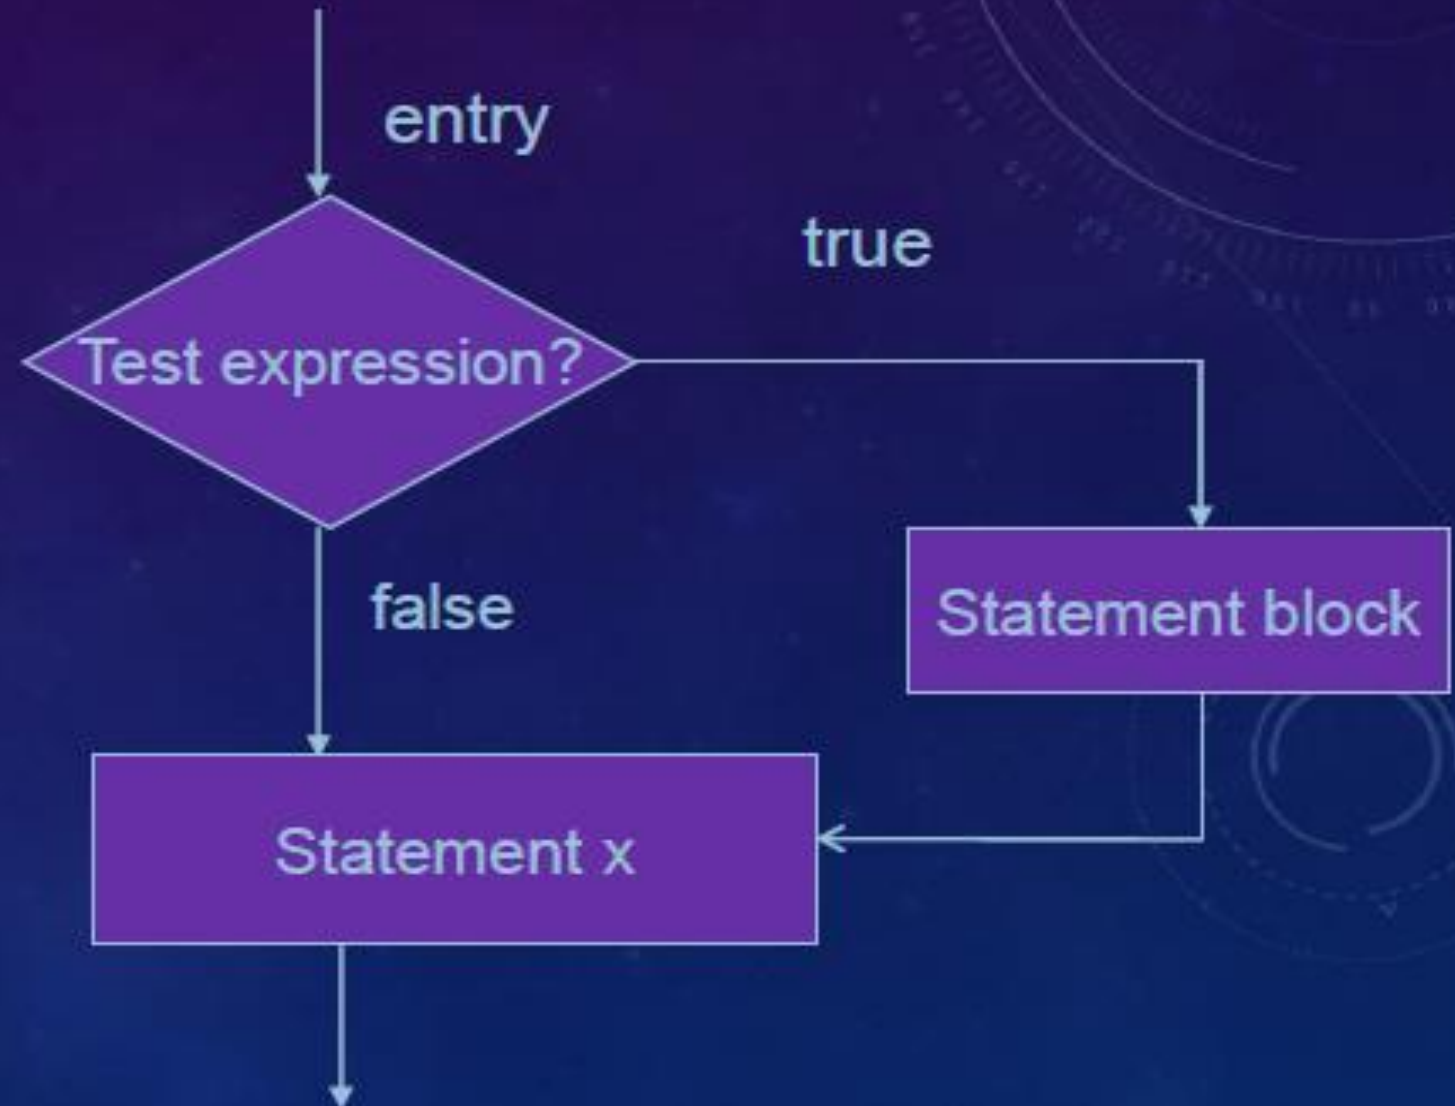 entry
true
Test expression?
false
Statement block
Statement x